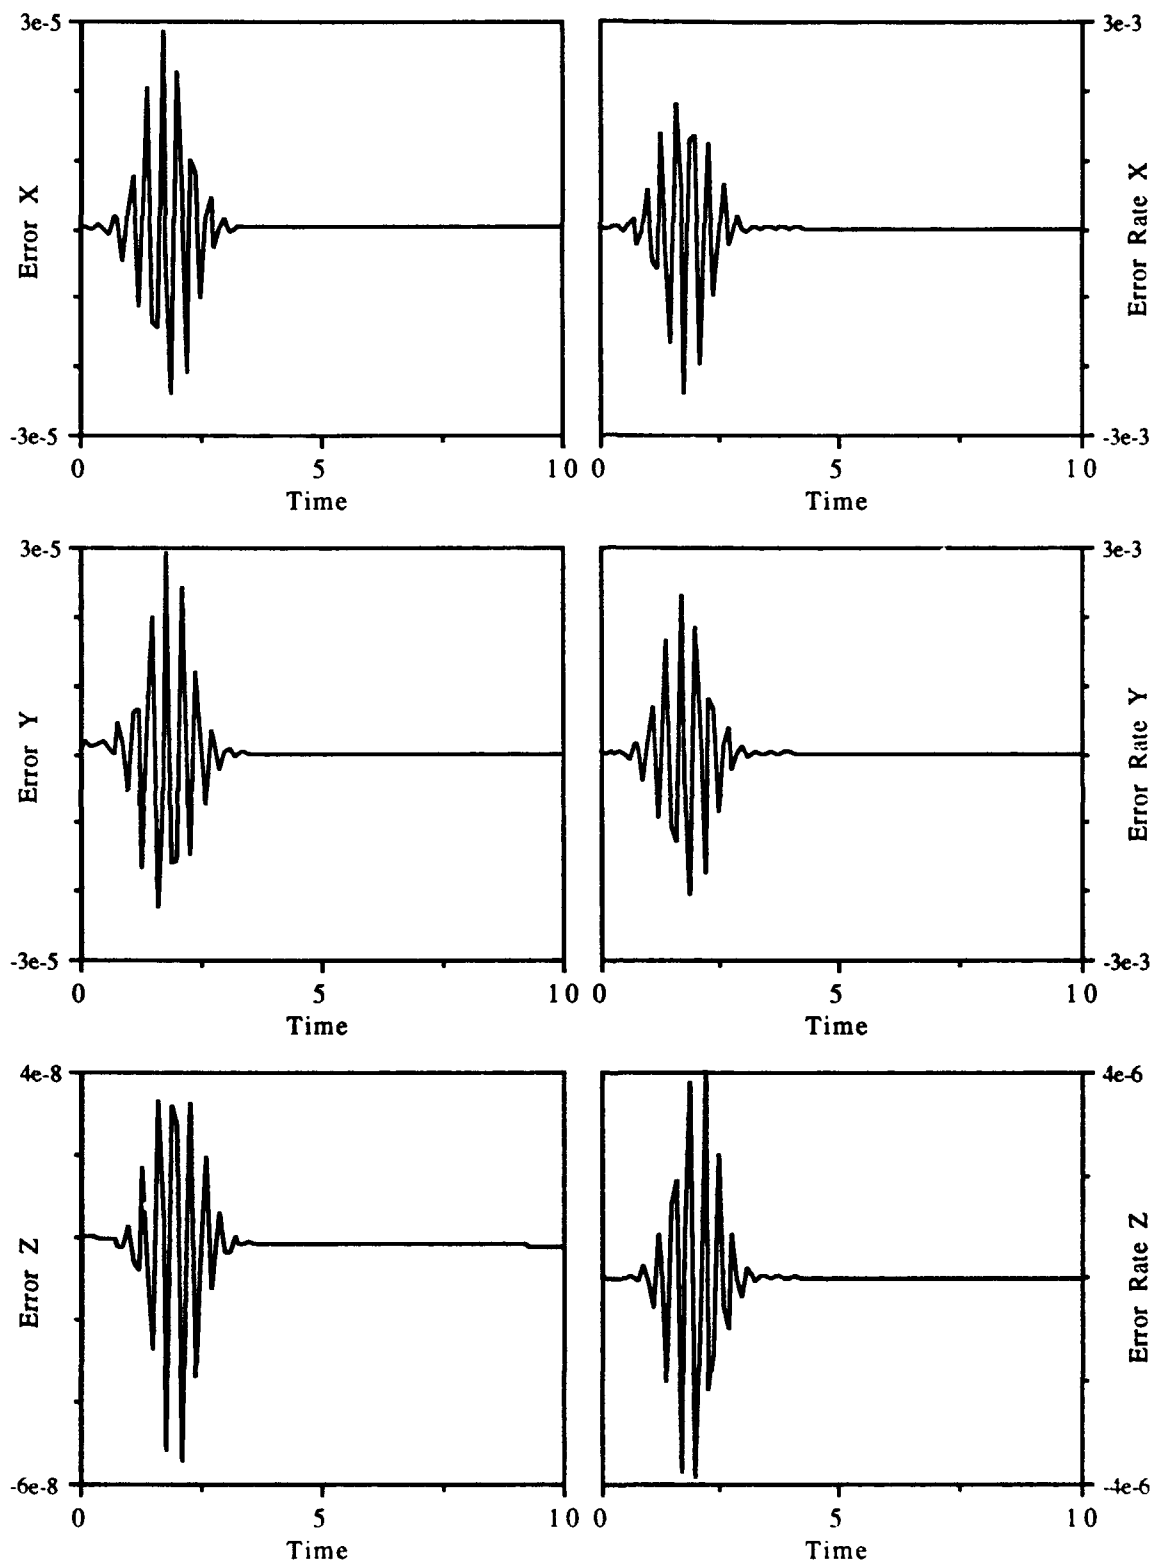 3e-5
3e-3
Error X
Error Rate X
-3e-5
-3e-3
0 5 10 0 5 10
Time Time
3e-5
3e-3
Error Y
Error Rate Y
-3e-5
-3e-3
0 5 10 0 5 10
Time Time
4e-8
4e-6
Error Z
Error Rate Z
-6e-8
-4e-6
0 5 10 0 5 10
Time Time